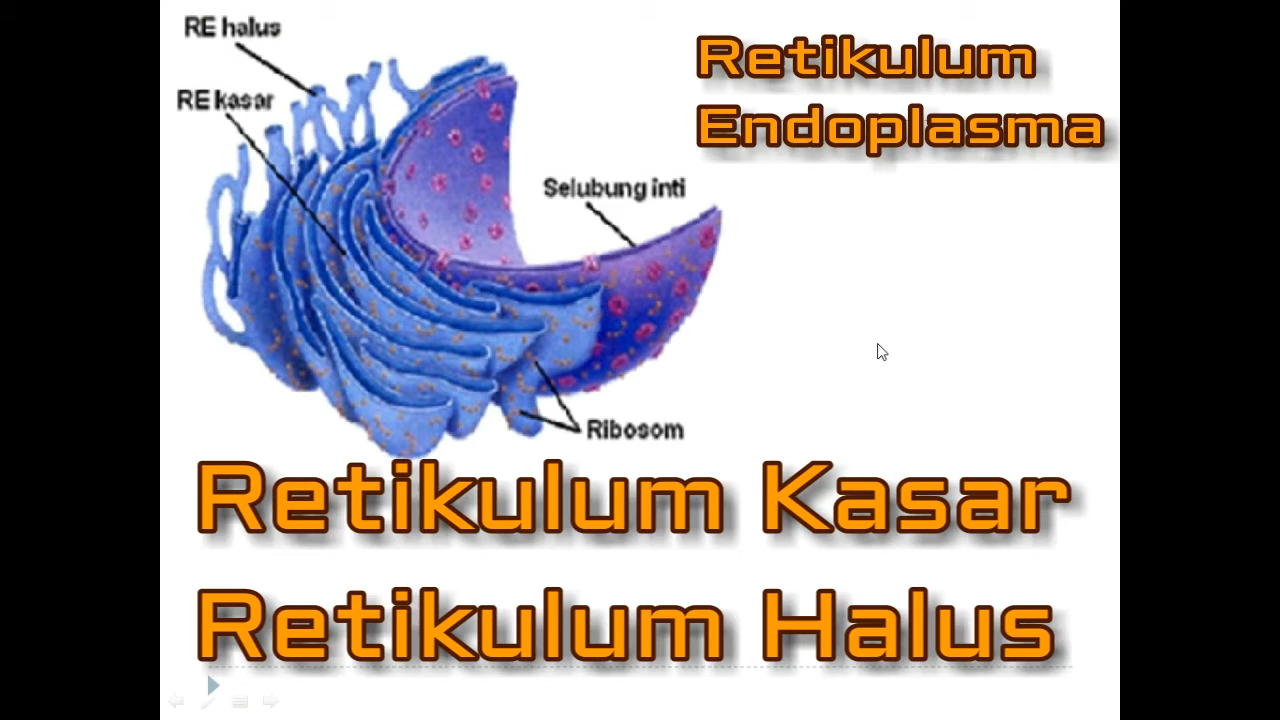 RE halus
RE kasar
Retikulum
Endoplasma
Selubung inti
Ribosom
Retikulum Kasar
Retikulum Halus